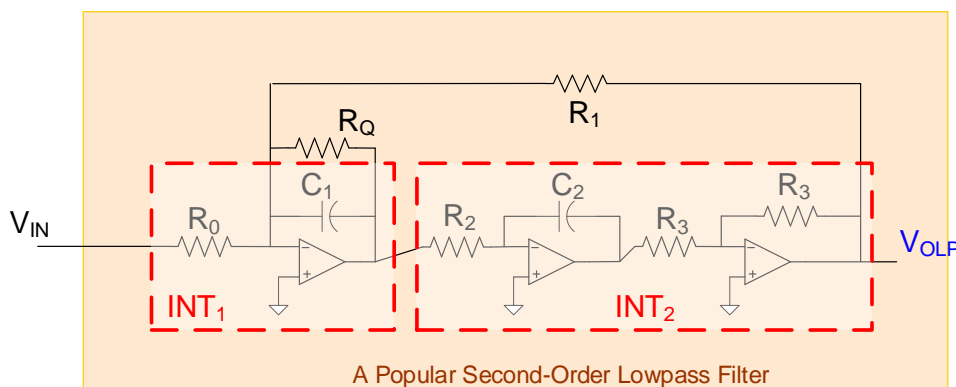 R1
RQ
C1
C2
R3
VIN
R0
R2
R3
VOLP
INT1
INT2
A Popular Second-Order Lowpass Filter